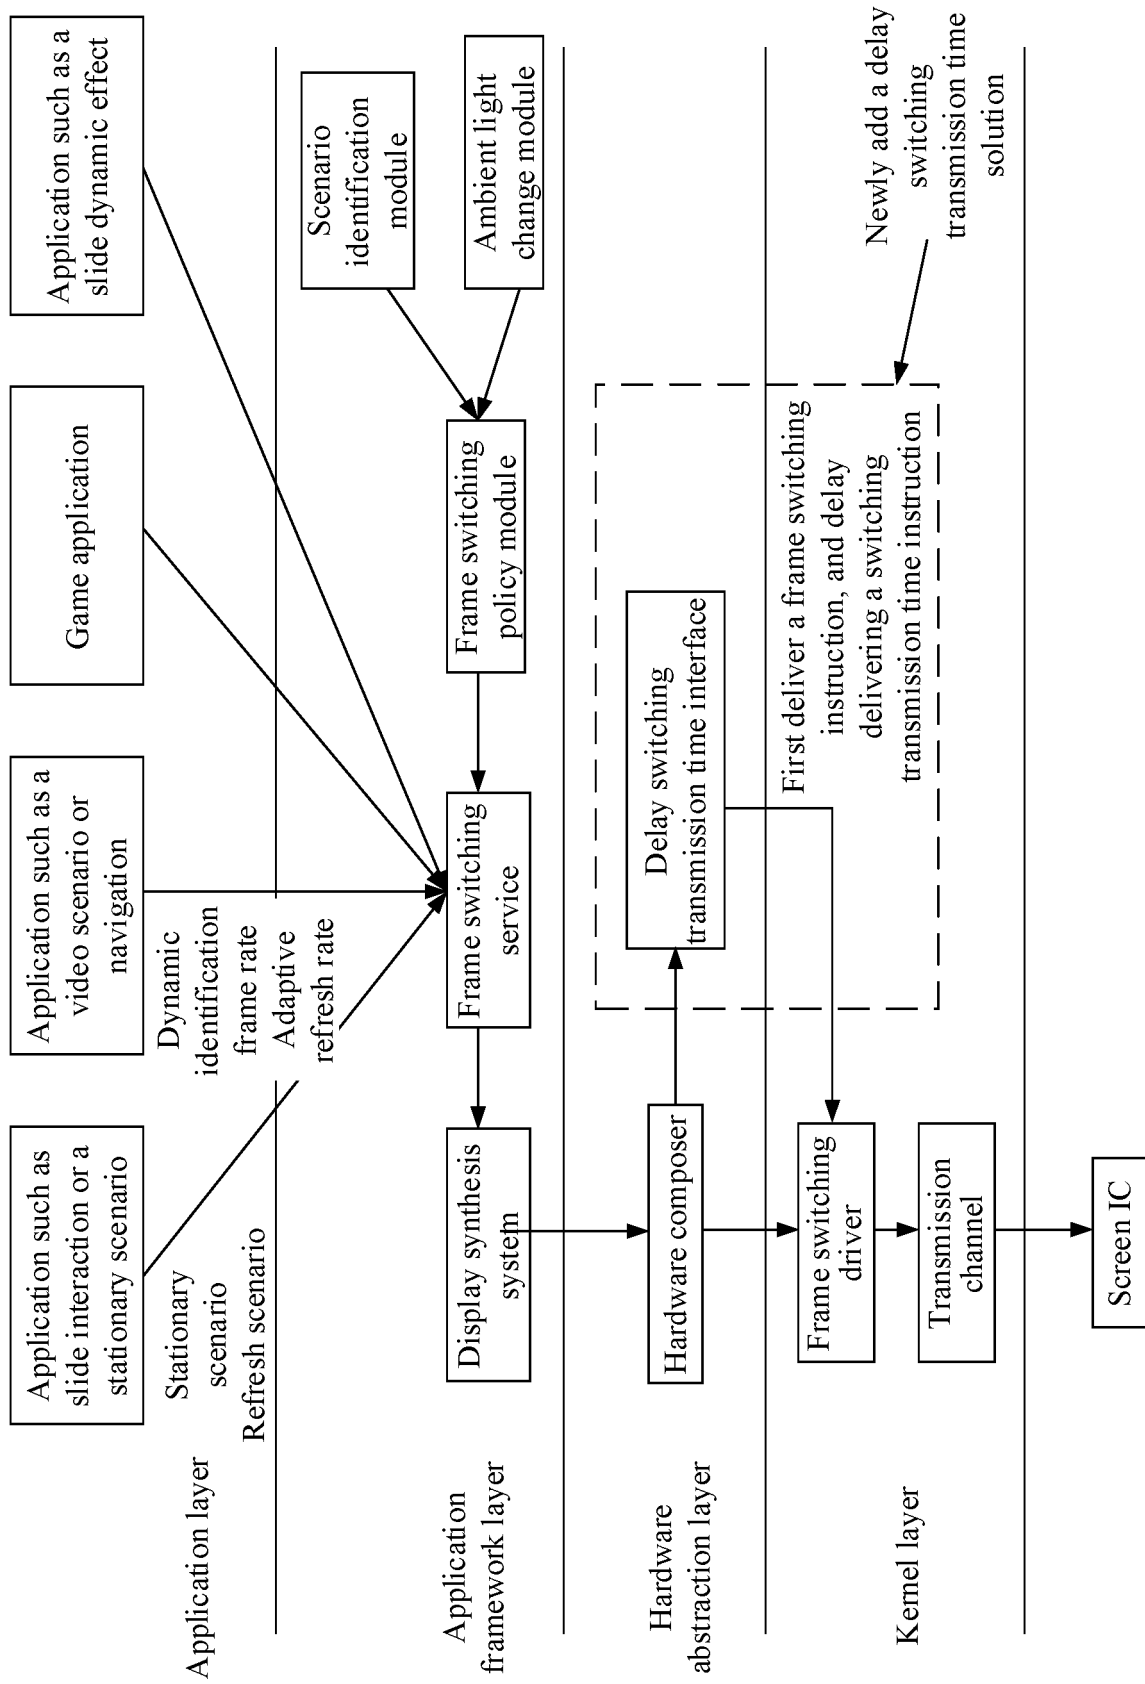 Application layer
Application such as
slide interaction or a
stationary scenario
Application such as a
video scenario or
navigation
Game application
Application such as a
slide dynamic effect
Stationary
scenario
Refresh scenario
Dynamic
identification
frame rate
Adaptive
refresh rate
Application
framework layer
Display synthesis
system
Frame switching
service
Frame switching
policy module
Scenario
identification
module
Ambient light
change module
Hardware
abstraction layer
Hardware composer
Delay switching
transmission time interface
Kernel layer
Frame switching
driver
Transmission
channel
First deliver a frame switching
instruction, and delay
delivering a switching
transmission time instruction
Newly add a delay
switching
transmission time
solution
Screen IC